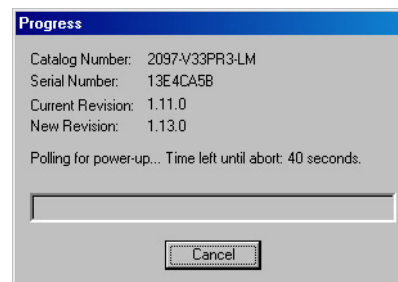 Progress
Catalog Number: 2097-V33PR3-LM
Serial Number: 13E4CA5B
Current Revision: 1.11.0
New Revision: 1.13.0
Polling for power-up... Time left until abort: 40 seconds.
Cancel